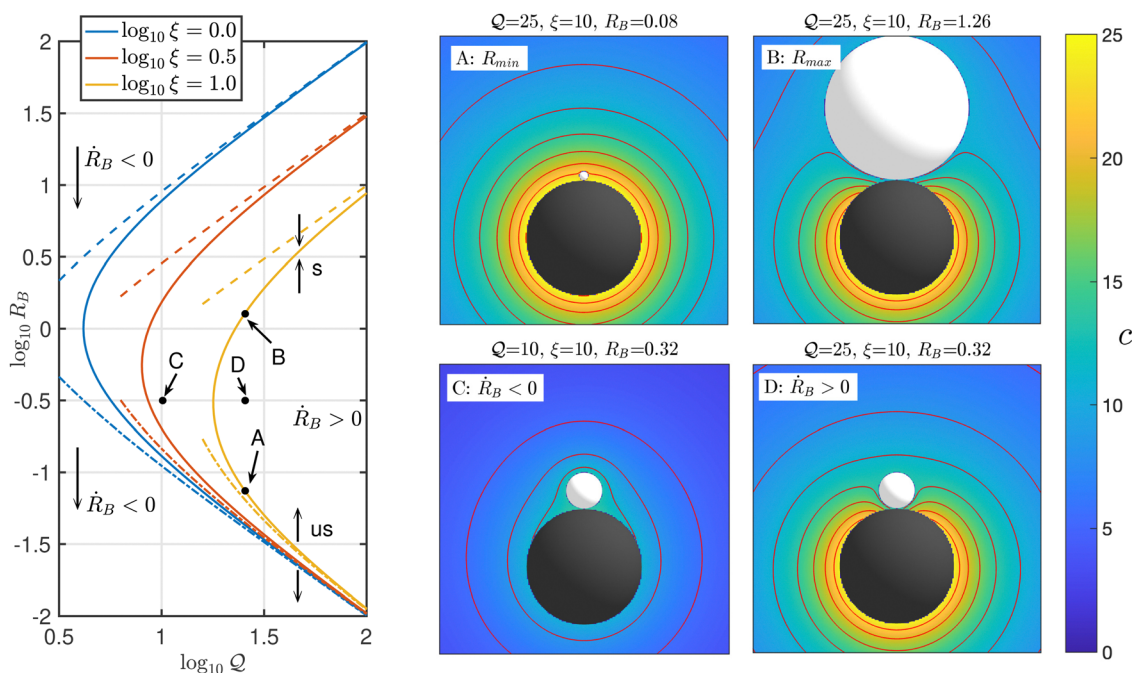 log₁₀ ξ = 0.0
log₁₀ ξ = 0.5
log₁₀ ξ = 1.0
2
1.5
1
0.5
0
-0.5
-1
-1.5
-2
log₁₀ R_B
Ṙ_B < 0
s
B
C
D
Ṙ_B > 0
A
Ṙ_B < 0
us
0.5
1
1.5
2
log₁₀ 𝒬
𝒬=25, ξ=10, R_B=0.08
A: R_min
𝒬=25, ξ=10, R_B=1.26
B: R_max
𝒬=10, ξ=10, R_B=0.32
C: Ṙ_B < 0
𝒬=25, ξ=10, R_B=0.32
D: Ṙ_B > 0
25
20
15
10
5
0
c